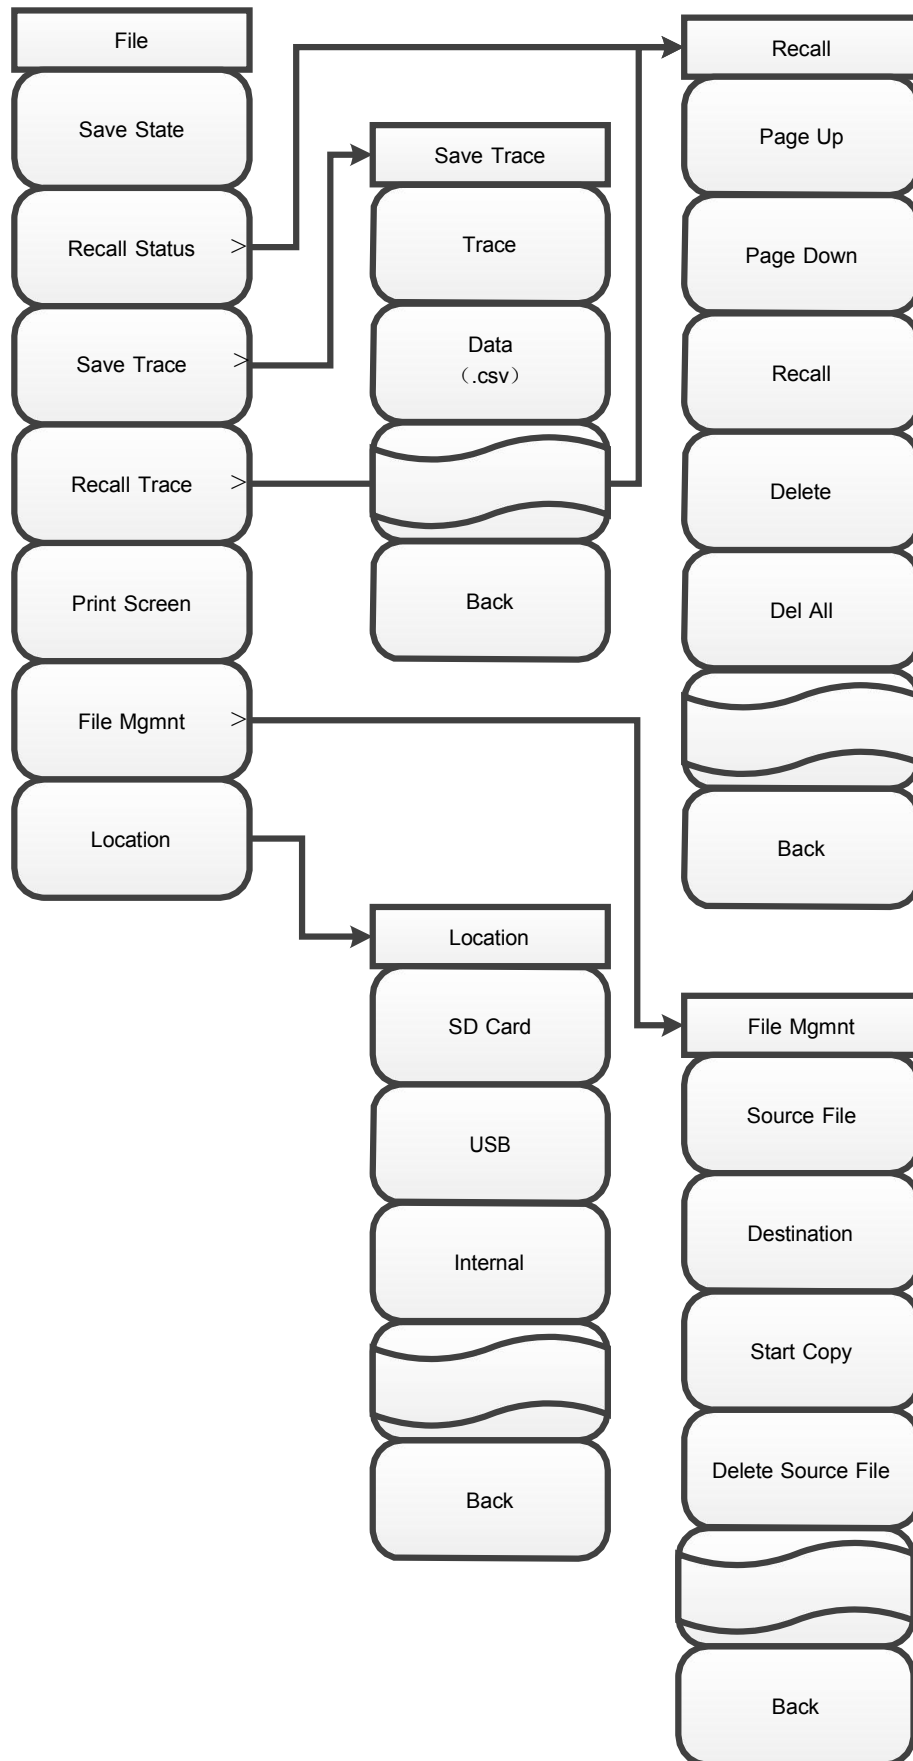 File
Save State
Recall Status >
Save Trace >
Recall Trace >
Print Screen
File Mgmnt >
Location
Save Trace
Trace
Data
（.csv）
Back
Location
SD Card
USB
Internal
Back
Recall
Page Up
Page Down
Recall
Delete
Del All
Back
File Mgmnt
Source File
Destination
Start Copy
Delete Source File
Back